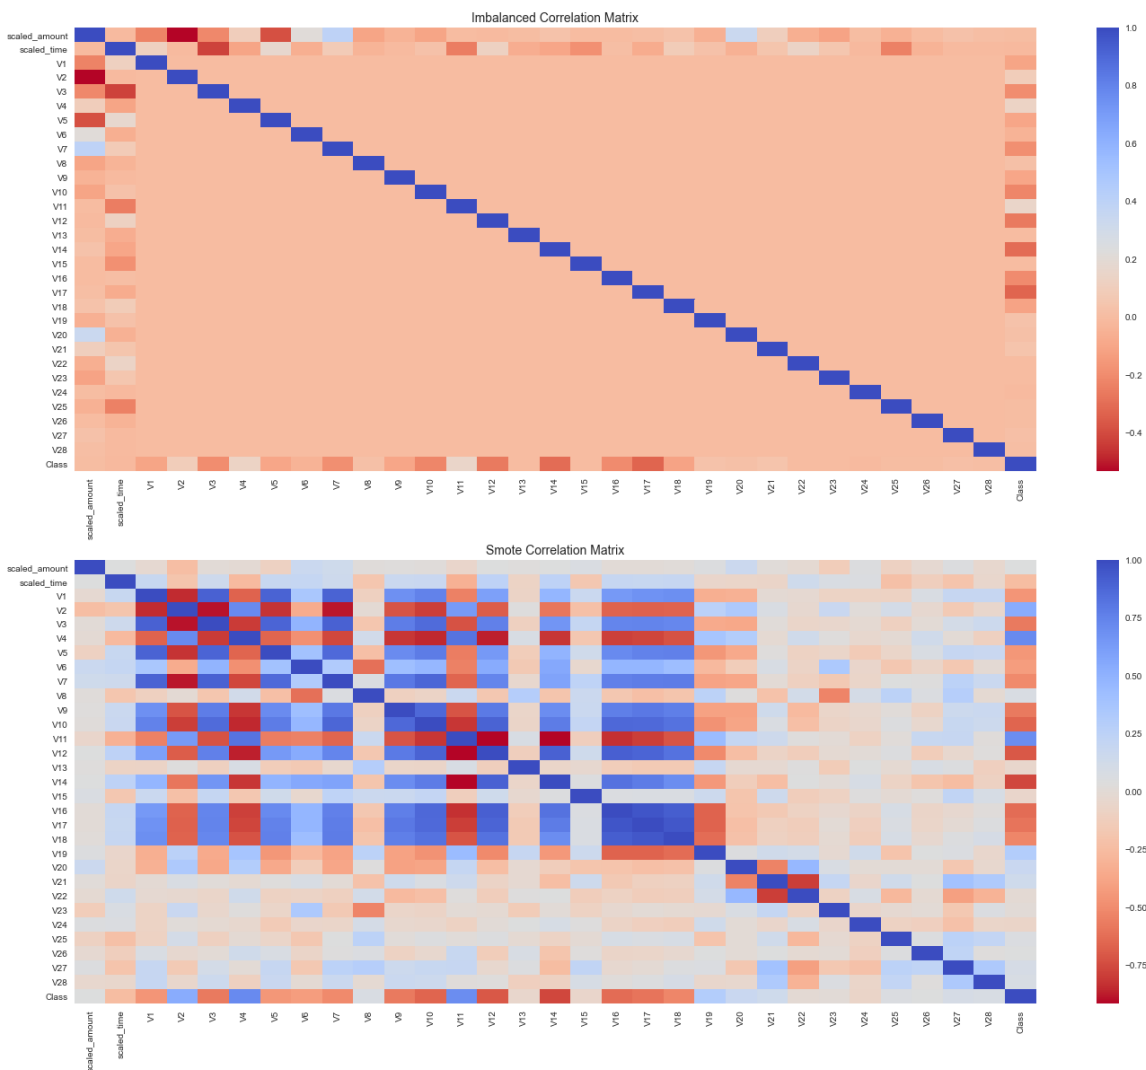 Imbalanced Correlation Matrix
scaled_amount
scaled_time
V1
V2
V3
V4
V5
V6
V7
V8
V9
V10
V11
V12
V13
V14
V15
V16
V17
V18
V19
V20
V21
V22
V23
V24
V25
V26
V27
V28
Class
scaled_amount
scaled_time
V1
V2
V3
V4
V5
V6
V7
V8
V9
V10
V11
V12
V13
V14
V15
V16
V17
V18
V19
V20
V21
V22
V23
V24
V25
V26
V27
V28
Class
1.0
0.8
0.6
0.4
0.2
0.0
−0.2
−0.4
Smote Correlation Matrix
scaled_amount
scaled_time
V1
V2
V3
V4
V5
V6
V7
V8
V9
V10
V11
V12
V13
V14
V15
V16
V17
V18
V19
V20
V21
V22
V23
V24
V25
V26
V27
V28
Class
scaled_amount
scaled_time
V1
V2
V3
V4
V5
V6
V7
V8
V9
V10
V11
V12
V13
V14
V15
V16
V17
V18
V19
V20
V21
V22
V23
V24
V25
V26
V27
V28
Class
1.00
0.75
0.50
0.25
0.00
−0.25
−0.50
−0.75